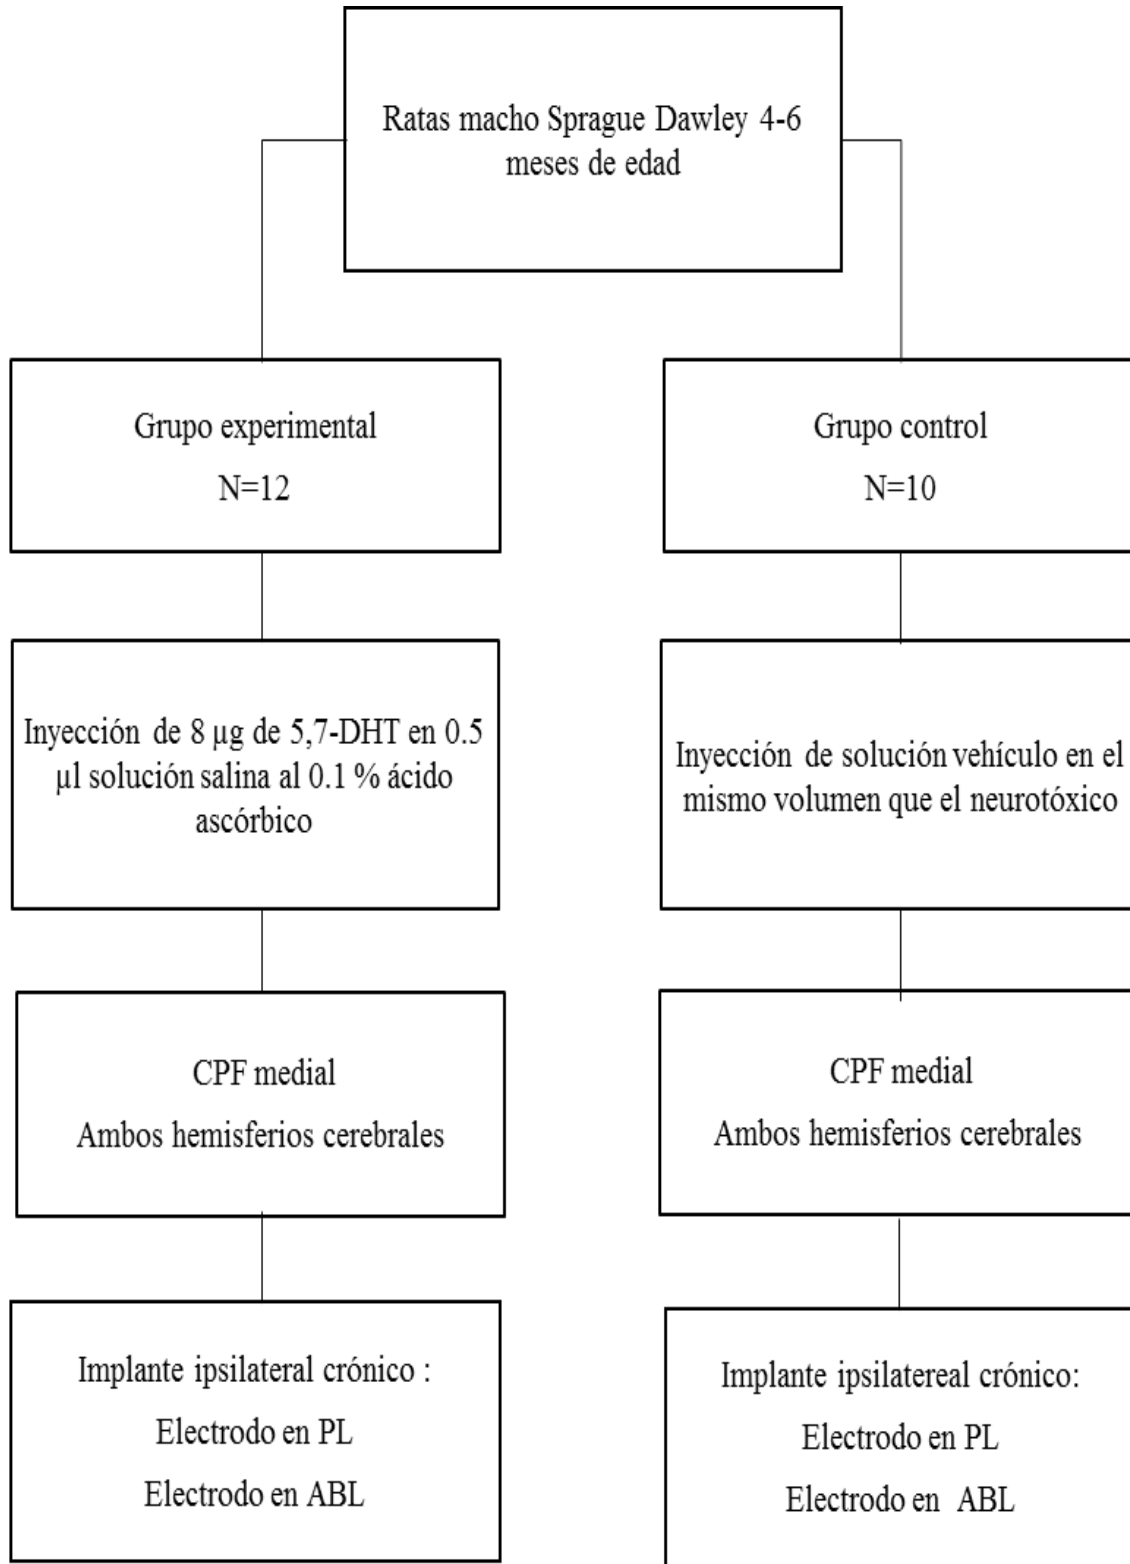 Ratas macho Sprague Dawley 4-6
meses de edad
Grupo experimental
N=12
Grupo control
N=10
Inyección de 8 µg de 5,7-DHT en 0.5
µl solución salina al 0.1 % ácido
ascórbico
Inyección de solución vehículo en el
mismo volumen que el neurotóxico
CPF medial
Ambos hemisferios cerebrales
CPF medial
Ambos hemisferios cerebrales
Implante ipsilateral crónico :
Electrodo en PL
Electrodo en ABL
Implante ipsilatereal crónico:
Electrodo en PL
Electrodo en ABL